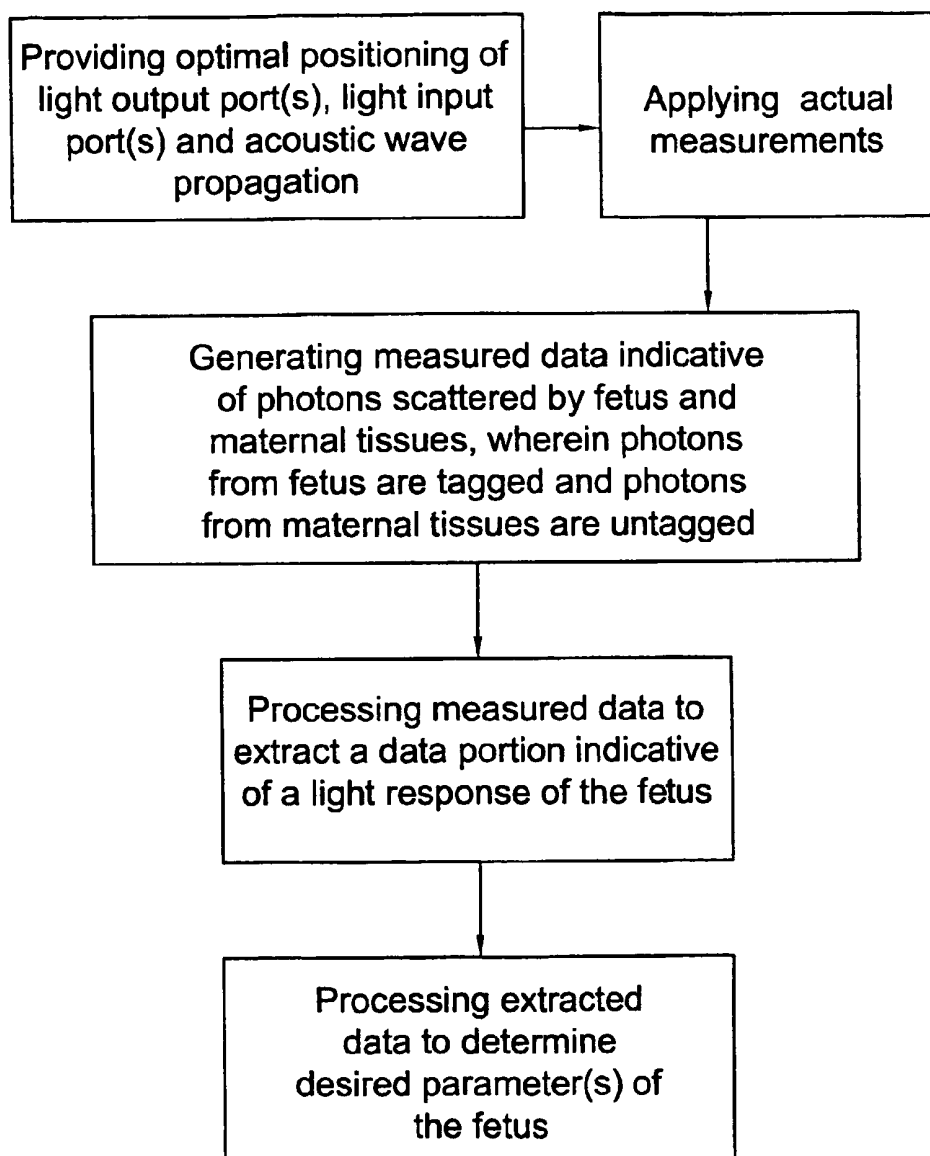 Providing optimal positioning of
light output port(s), light input
port(s) and acoustic wave
propagation
Applying actual
measurements
Generating measured data indicative
of photons scattered by fetus and
maternal tissues, wherein photons
from fetus are tagged and photons
from maternal tissues are untagged
Processing measured data to
extract a data portion indicative
of a light response of the fetus
Processing extracted
data to determine
desired parameter(s) of
the fetus